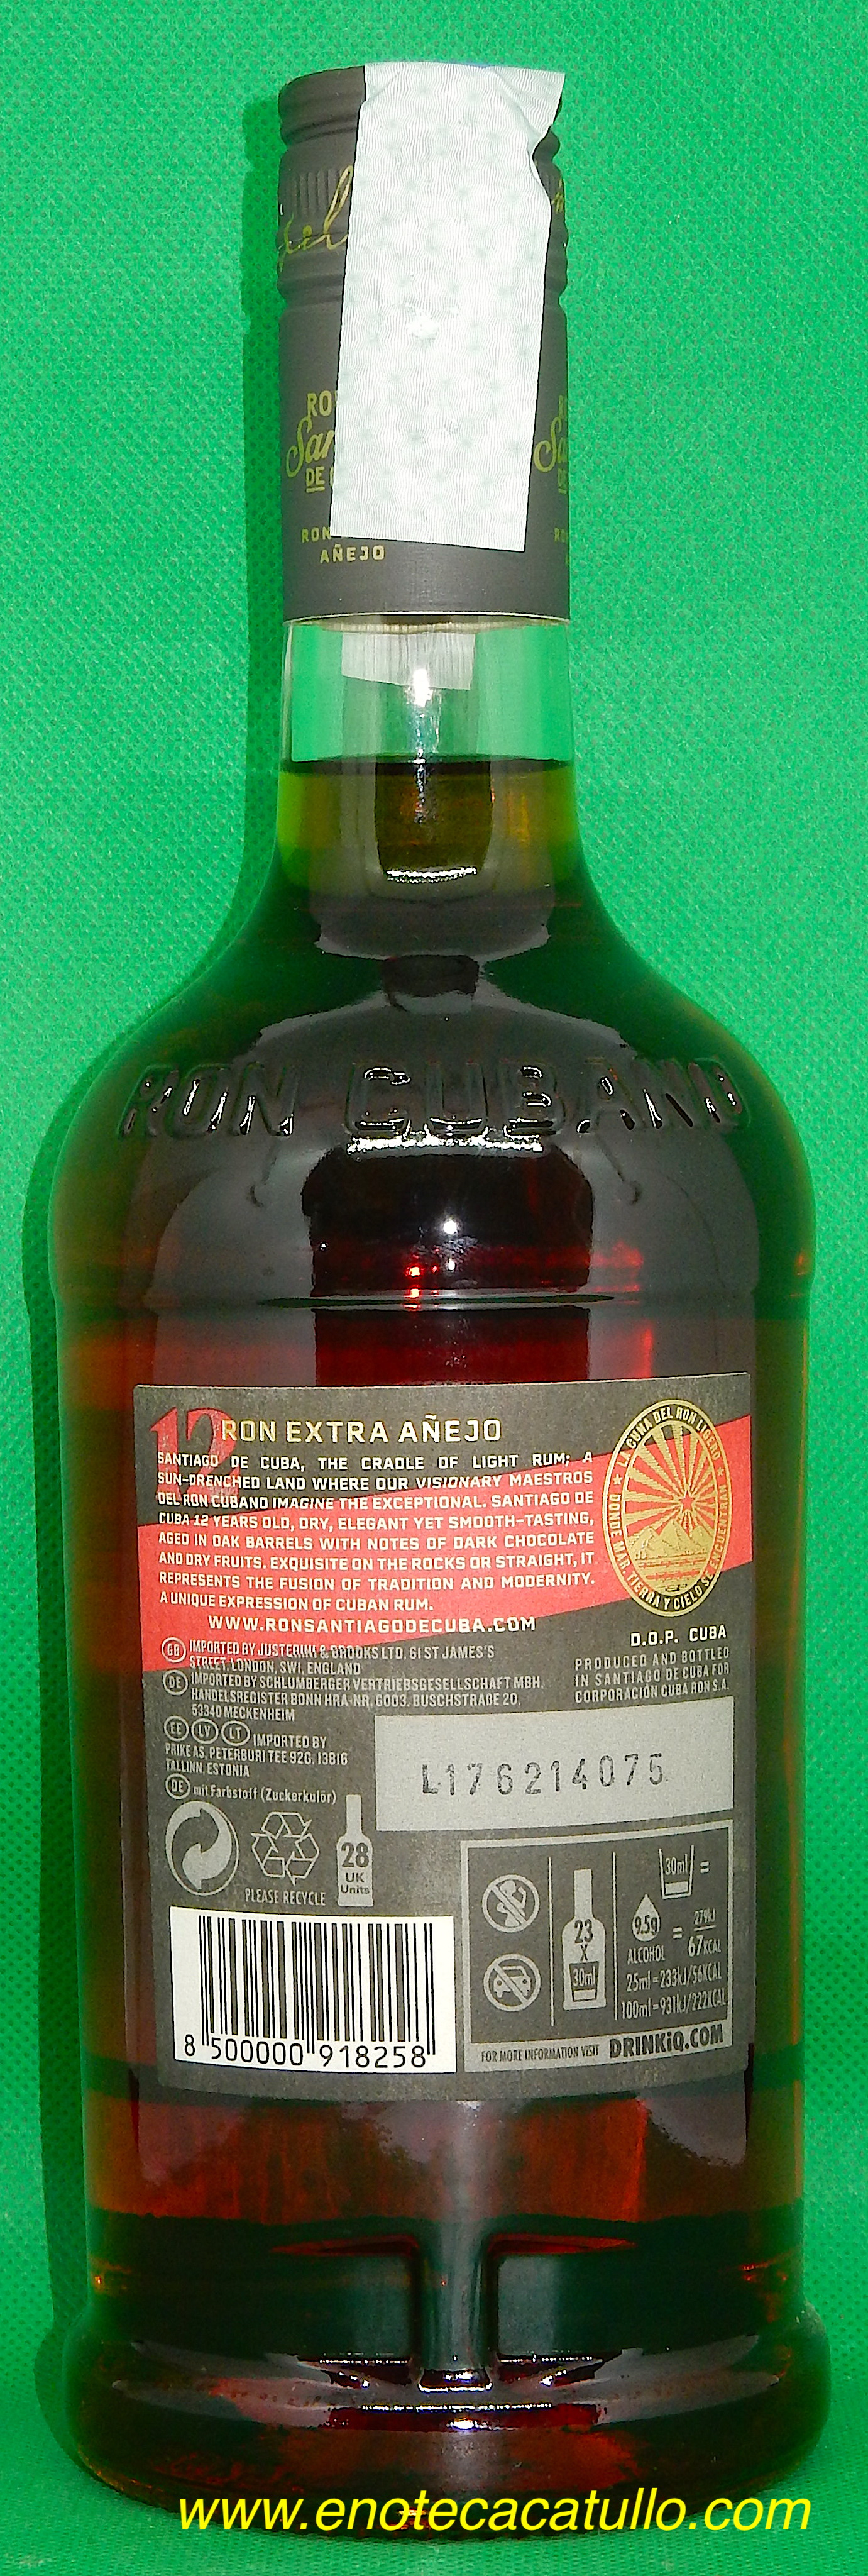 AÑEJO
RON CUBANO
12 RON EXTRA AÑEJO
SANTIAGO DE CUBA, THE CRADLE OF LIGHT RUM; A
SUN-DRENCHED LAND WHERE OUR VISIONARY MAESTROS
DEL RON CUBANO IMAGINE THE EXCEPTIONAL. SANTIAGO DE
CUBA 12 YEARS OLD, DRY, ELEGANT YET SMOOTH-TASTING,
AGED IN OAK BARRELS WITH NOTES OF DARK CHOCOLATE
AND DRY FRUITS. EXQUISITE ON THE ROCKS OR STRAIGHT, IT
REPRESENTS THE FUSION OF TRADITION AND MODERNITY.
A UNIQUE EXPRESSION OF CUBAN RUM.
WWW.RONSANTIAGODECUBA.COM
LA CUNA DEL RON LIGERO
DONDE MAR, TIERRA Y CIELO SE ENCUENTRAN
D.O.P. CUBA
PRODUCED AND BOTTLED
IN SANTIAGO DE CUBA FOR
CORPORACIÓN CUBA RON S.A.
GB IMPORTED BY JUSTERINI & BROOKS LTD, 61 ST JAMES'S
STREET, LONDON, SW1, ENGLAND
DE IMPORTED BY SCHLUMBERGER VERTRIEBSGESELLSCHAFT MBH,
HANDELSREGISTER BONN HRA-NR. 6003. BUSCHSTRAßE 20,
53340 MECKENHEIM
EE LV LT IMPORTED BY
PRIKE AS, PETERBURI TEE 92G, 13816
TALLINN, ESTONIA
DE mit Farbstoff (Zuckerkulör)
L176214075
PLEASE RECYCLE
28
UK
Units
23
X
30ml
30ml =
9.5g
ALCOHOL
= 279kJ
67KCAL
25ml=233kJ/56KCAL
100ml=931kJ/222KCAL
FOR MORE INFORMATION VISIT DRINKiQ.COM
8 500000 918258
www.enotecacatullo.com